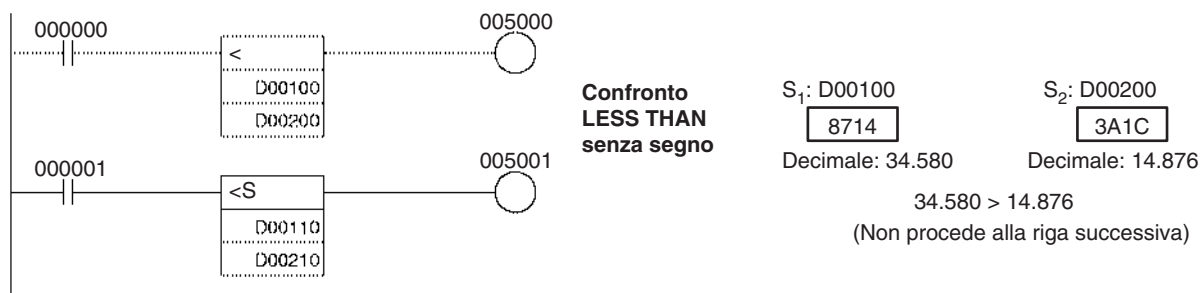 000000
005000
<
D00100
D00200
000001
005001
<S
D00110
D00210
Confronto
LESS THAN
senza segno
S1: D00100
S2: D00200
8714
3A1C
Decimale: 34.580
Decimale: 14.876
34.580 > 14.876
(Non procede alla riga successiva)